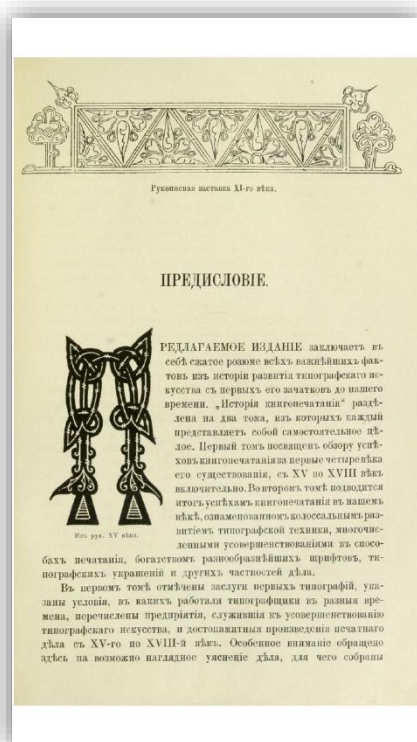 Рукописная заставка XI-го вѣка.
ПРЕДИСЛОВІЕ.
ПРЕДЛАГАЕМОЕ ИЗДАНІЕ заключаетъ въ
себѣ сжатое резюме всѣхъ важнѣйшихъ фак-
товъ изъ исторіи развитія типографскаго ис-
кусства съ первыхъ его зачатковъ до нашего
времени. „Исторія книгопечатанія“ раздѣ-
лена на два тома, изъ которыхъ каждый
представляетъ собой самостоятельное цѣ-
лое. Первый томъ посвященъ обзору успѣ-
ховъ книгопечатанія за первые четыре вѣка
его существованія, съ XV по XVIII вѣкъ
включительно. Во второмъ томѣ подводится
итогъ успѣхамъ книгопечатанія въ нашемъ
вѣкѣ, ознаменованномъ колоссальнымъ раз-
витіемъ типографской техники, многочис-
ленными усовершенствованіями въ спосо-
Изъ рук. XV вѣка.
бахъ печатанія, богатствомъ разнообразнѣйшихъ шрифтовъ, ти-
пографскихъ украшеній и другихъ частностей дѣла.
Въ первомъ томѣ отмѣчены заслуги первыхъ типографій, ука-
заны условія, въ какихъ работали типографщики въ разныя вре-
мена, перечислены предпріятія, служившія къ усовершенствованію
типографскаго искусства, и достопамятныя произведенія печатнаго
дѣла съ XV-го по XVIII-й вѣкъ. Особенное вниманіе обращено
здѣсь на возможно наглядное уясненіе дѣла, для чего собраны